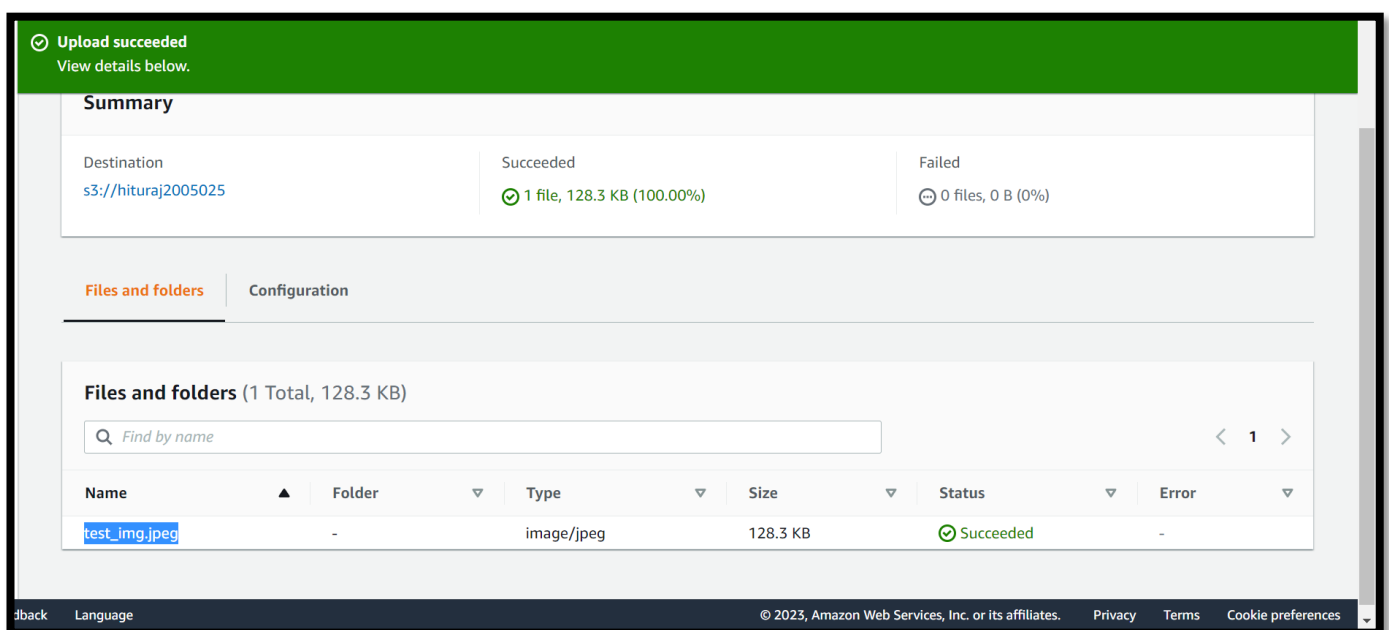 Upload succeeded
View details below.
Summary
Destination
Succeeded
Failed
s3://hituraj2005025
1 file, 128.3 KB (100.00%)
0 files, 0 B (0%)
Files and folders
Configuration
Files and folders (1 Total, 128.3 KB)
Find by name
1
Name Folder Type Size Status Error
test_img.jpeg - image/jpeg 128.3 KB Succeeded -
dback Language © 2023, Amazon Web Services, Inc. or its affiliates. Privacy Terms Cookie preferences